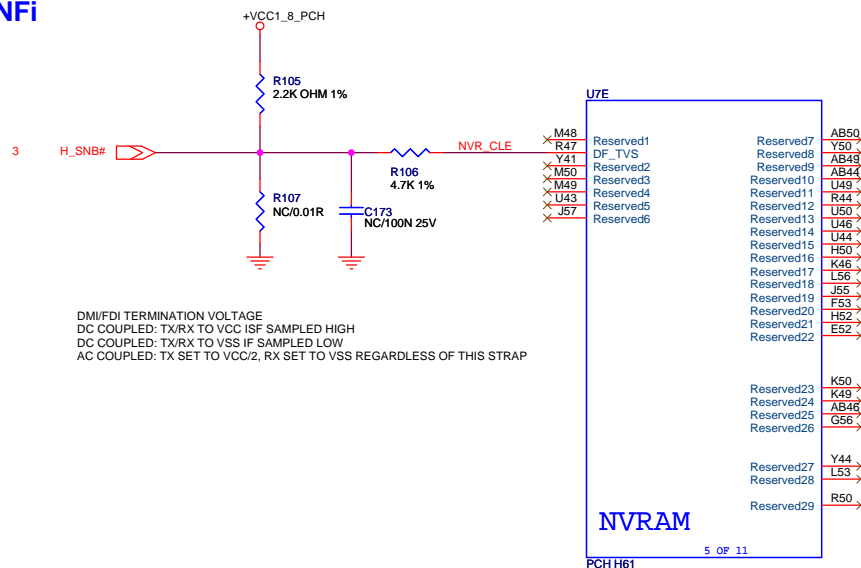 NFi
+VCC1_8_PCH
R105
2.2K OHM 1%
3
H_SNB#
NVR_CLE
R106
4.7K 1%
R107
NC/0.01R
C173
NC/100N 25V
DMI/FDI TERMINATION VOLTAGE
DC COUPLED: TX/RX TO VCC ISF SAMPLED HIGH
DC COUPLED: TX/RX TO VSS IF SAMPLED LOW
AC COUPLED: TX SET TO VCC/2, RX SET TO VSS REGARDLESS OF THIS STRAP
U7E
M48 Reserved1
R47 DF_TVS
Y41 Reserved2
M50 Reserved3
M49 Reserved4
U43 Reserved5
J57 Reserved6
Reserved7 AB50
Reserved8 Y50
Reserved9 AB49
Reserved10 AB44
Reserved11 U49
Reserved12 R44
Reserved13 U50
Reserved14 U46
Reserved15 U44
Reserved16 H50
Reserved17 K46
Reserved18 L56
Reserved19 J55
Reserved20 F53
Reserved21 H52
Reserved22 E52
Reserved23 K50
Reserved24 K49
Reserved25 AB46
Reserved26 G56
Reserved27 Y44
Reserved28 L53
Reserved29 R50
NVRAM
5 OF 11
PCH H61